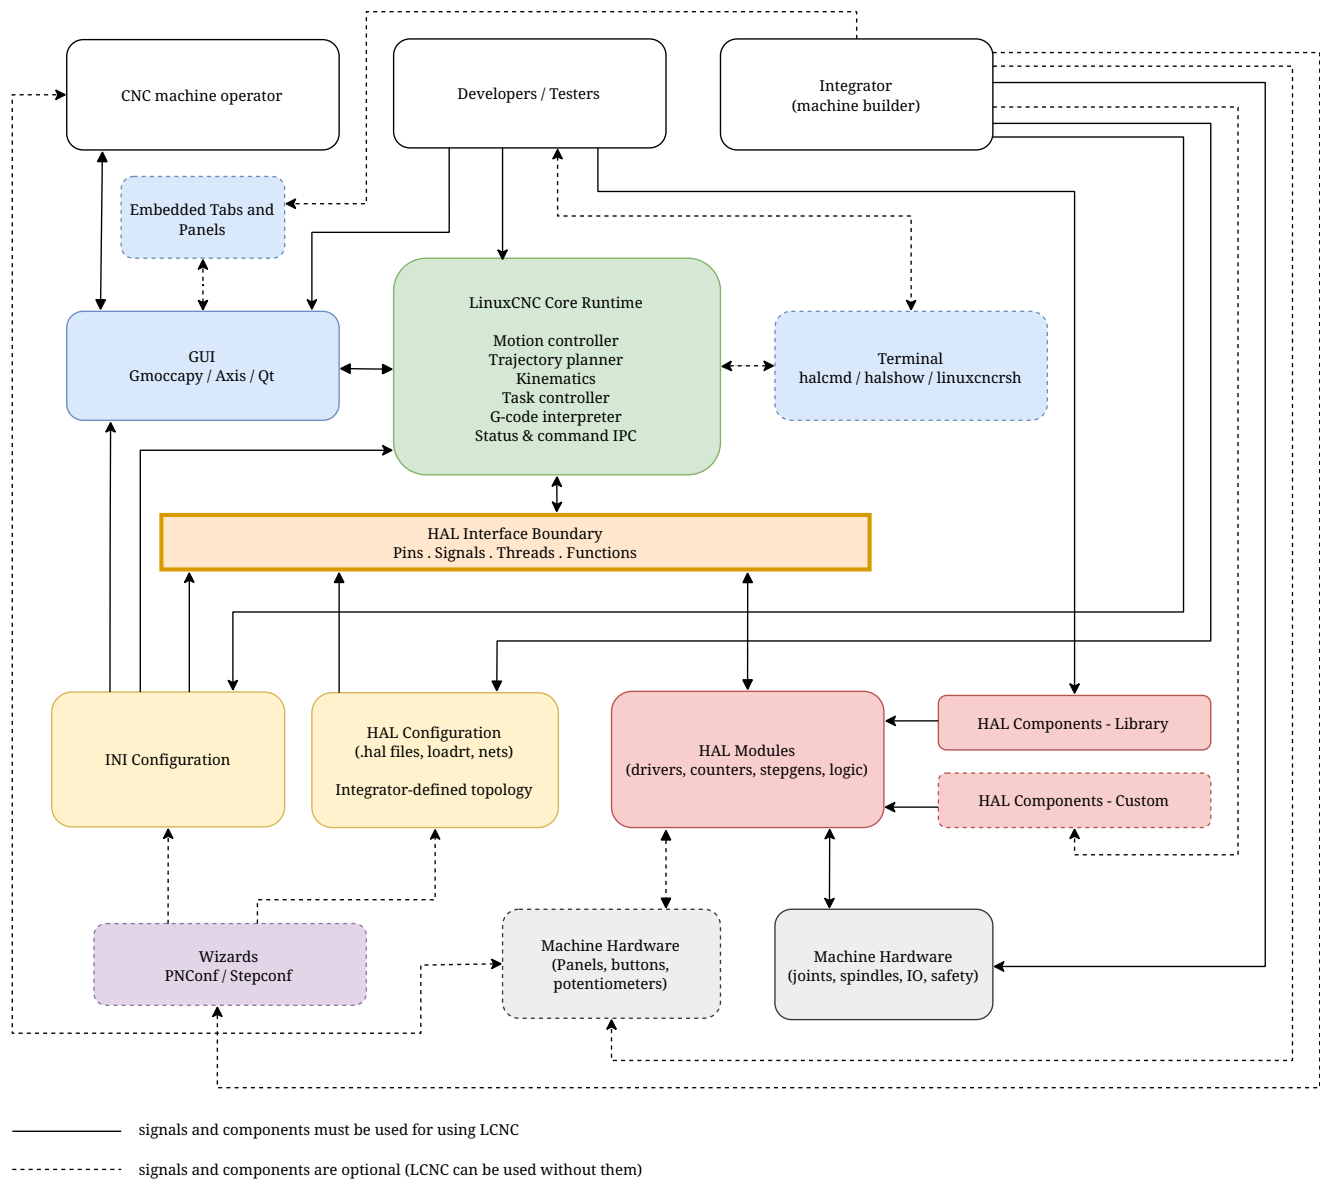 CNC machine operator
Developers / Testers
Integrator
(machine builder)
Embedded Tabs and
Panels
GUI
Gmoccapy / Axis / Qt
LinuxCNC Core Runtime
Motion controller
Trajectory planner
Kinematics
Task controller
G-code interpreter
Status & command IPC
Terminal
halcmd / halshow / linuxcncrsh
HAL Interface Boundary
Pins . Signals . Threads . Functions
INI Configuration
HAL Configuration
(.hal files, loadrt, nets)
Integrator-defined topology
HAL Modules
(drivers, counters, stepgens, logic)
HAL Components - Library
HAL Components - Custom
Wizards
PNConf / Stepconf
Machine Hardware
(Panels, buttons,
potentiometers)
Machine Hardware
(joints, spindles, IO, safety)
signals and components must be used for using LCNC
signals and components are optional (LCNC can be used without them)